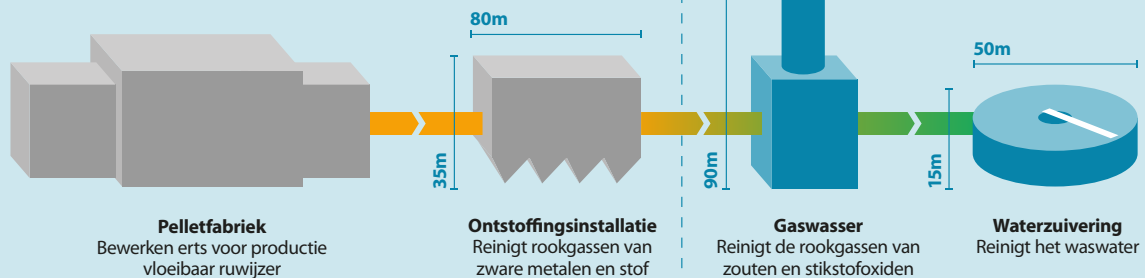 80m
50m
35m
90m
15m
Pelletfabriek
Bewerken erts voor productie
vloeibaar ruwijzer
Ontstoffingsinstallatie
Reinigt rookgassen van
zware metalen en stof
Gaswasser
Reinigt de rookgassen van
zouten en stikstofoxiden
Waterzuivering
Reinigt het waswater